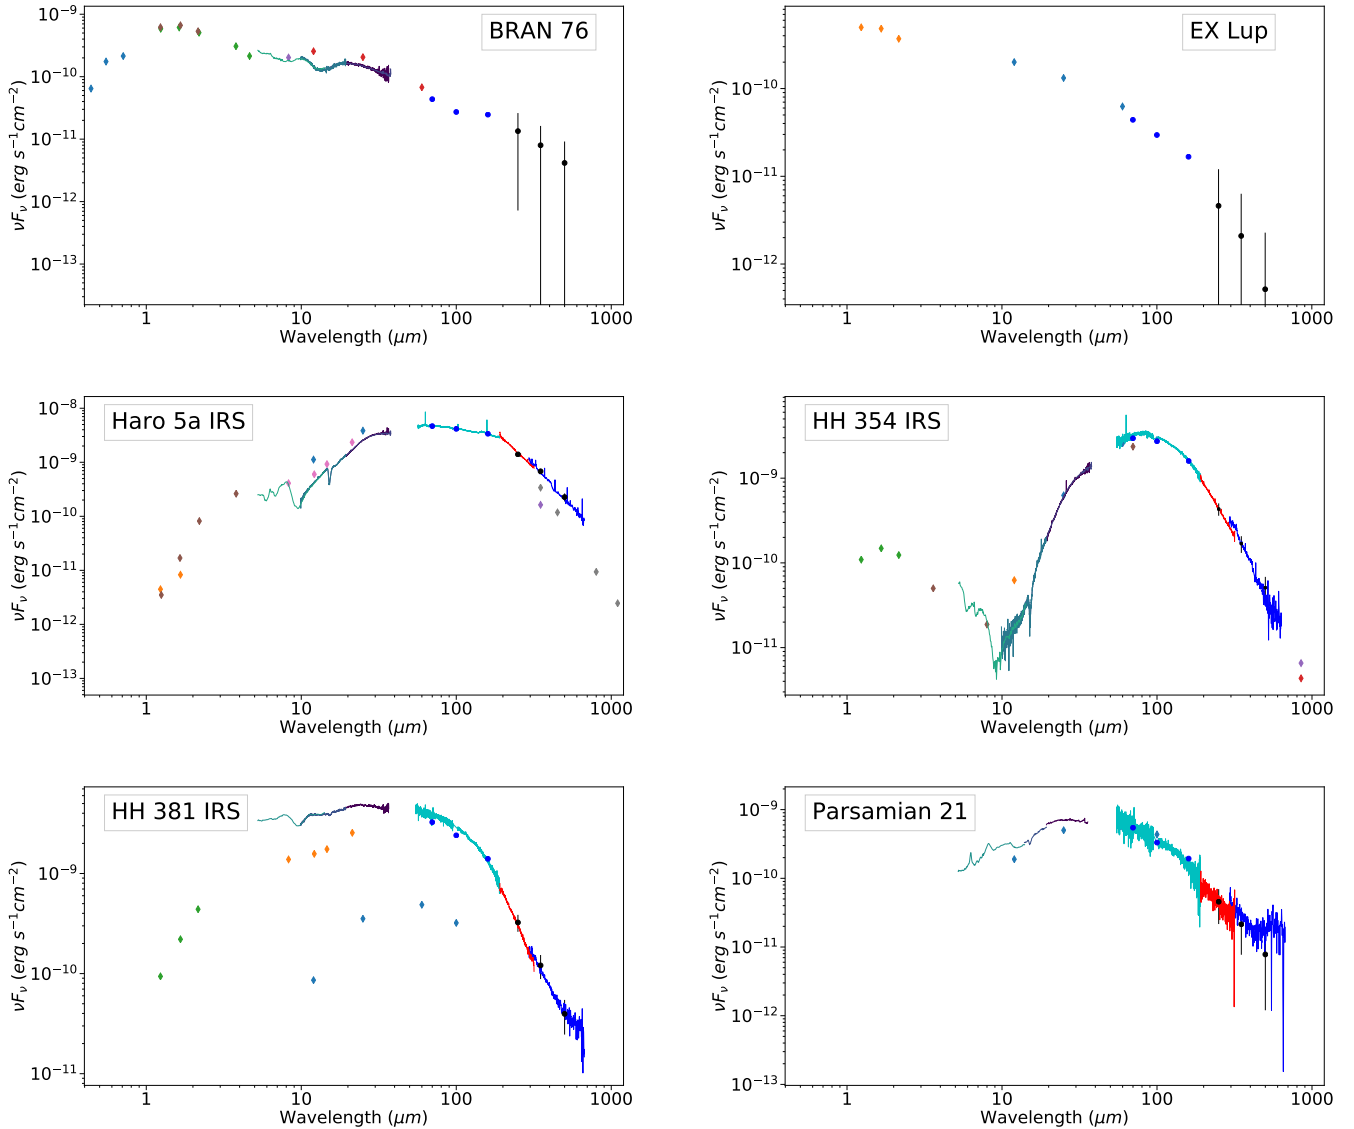 BRAN 76
10⁻⁹
10⁻¹⁰
10⁻¹¹
10⁻¹²
10⁻¹³
νFν (erg s⁻¹cm⁻²)
1 10 100 1000
Wavelength (μm)
EX Lup
10⁻¹⁰
10⁻¹¹
10⁻¹²
νFν (erg s⁻¹cm⁻²)
1 10 100 1000
Wavelength (μm)
Haro 5a IRS
10⁻⁸
10⁻⁹
10⁻¹⁰
10⁻¹¹
10⁻¹²
10⁻¹³
νFν (erg s⁻¹cm⁻²)
1 10 100 1000
Wavelength (μm)
HH 354 IRS
10⁻⁹
10⁻¹⁰
10⁻¹¹
νFν (erg s⁻¹cm⁻²)
1 10 100 1000
Wavelength (μm)
HH 381 IRS
10⁻⁹
10⁻¹⁰
10⁻¹¹
νFν (erg s⁻¹cm⁻²)
1 10 100 1000
Wavelength (μm)
Parsamian 21
10⁻⁹
10⁻¹⁰
10⁻¹¹
10⁻¹²
10⁻¹³
νFν (erg s⁻¹cm⁻²)
1 10 100 1000
Wavelength (μm)